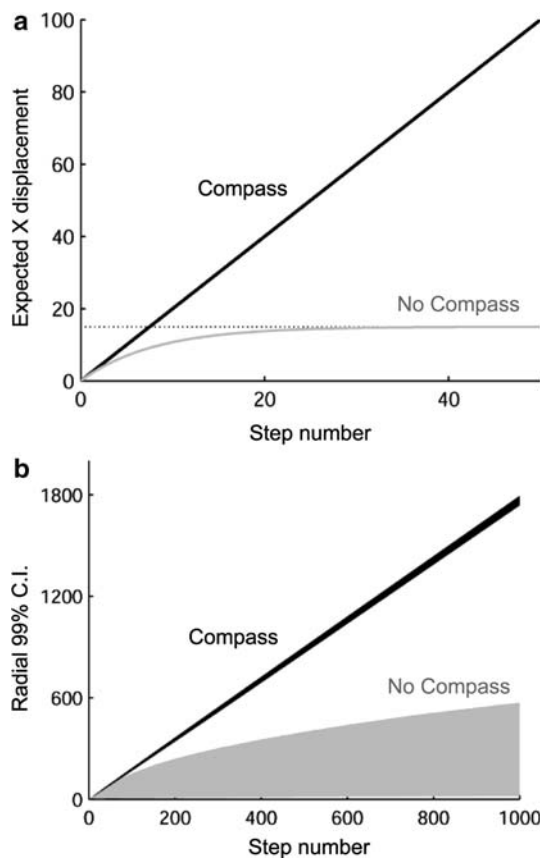 a
Expected X displacement
100
80
60
40
20
0
Compass
No Compass
0
20
40
Step number
b
Radial 99% C.I.
1800
1200
600
0
Compass
No Compass
0
200
400
600
800
1000
Step number